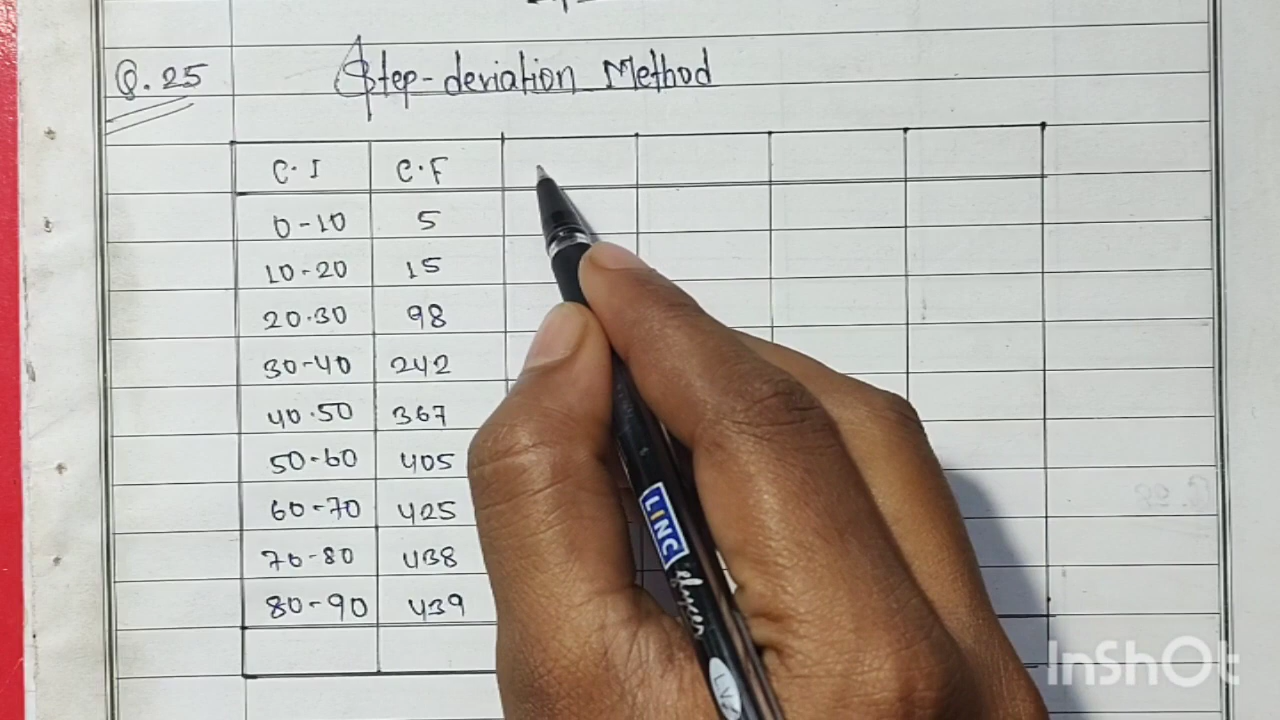 Q.25 Step-deviation Method
C.I C.F
0-10 5
10-20 15
20.30 98
30-40 242
40.50 367
50-60 405
60-70 425
70-80 438
80-90 439
LINC
glycer
InShOt